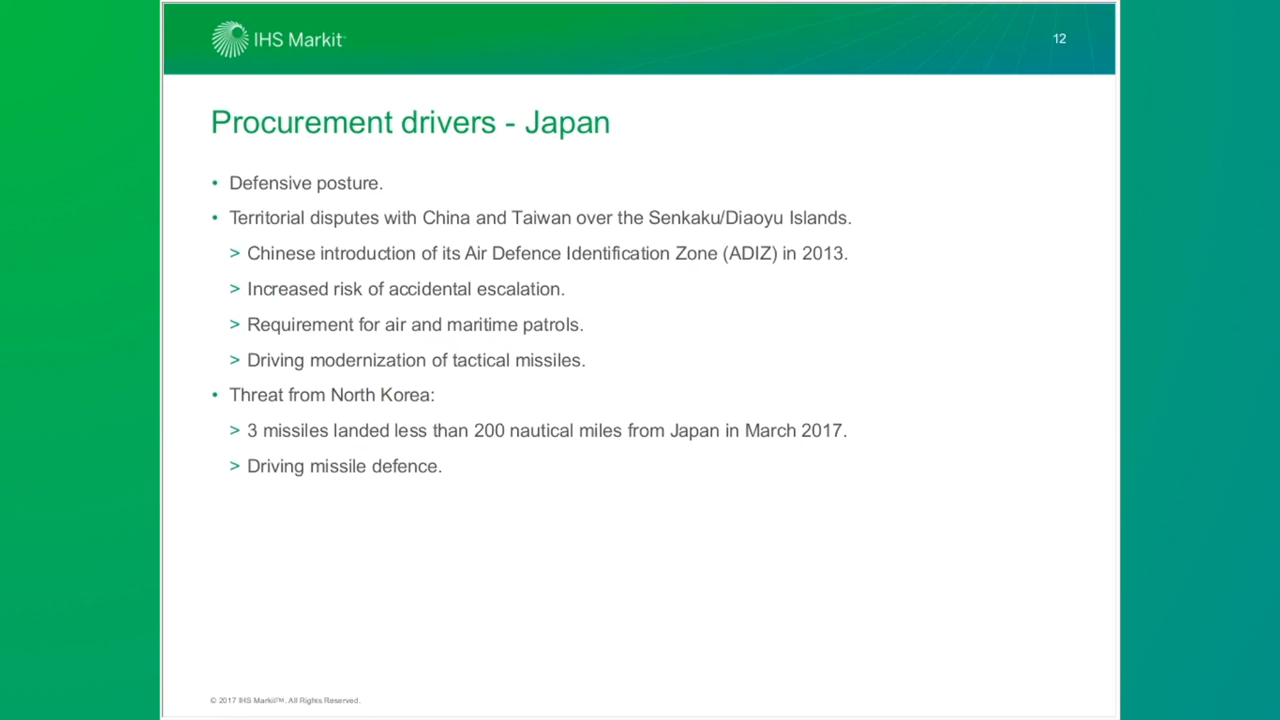 IHS Markit™
12
Procurement drivers - Japan
• Defensive posture.
• Territorial disputes with China and Taiwan over the Senkaku/Diaoyu Islands.
> Chinese introduction of its Air Defence Identification Zone (ADIZ) in 2013.
> Increased risk of accidental escalation.
> Requirement for air and maritime patrols.
> Driving modernization of tactical missiles.
• Threat from North Korea:
> 3 missiles landed less than 200 nautical miles from Japan in March 2017.
> Driving missile defence.
© 2017 IHS Markit™. All Rights Reserved.